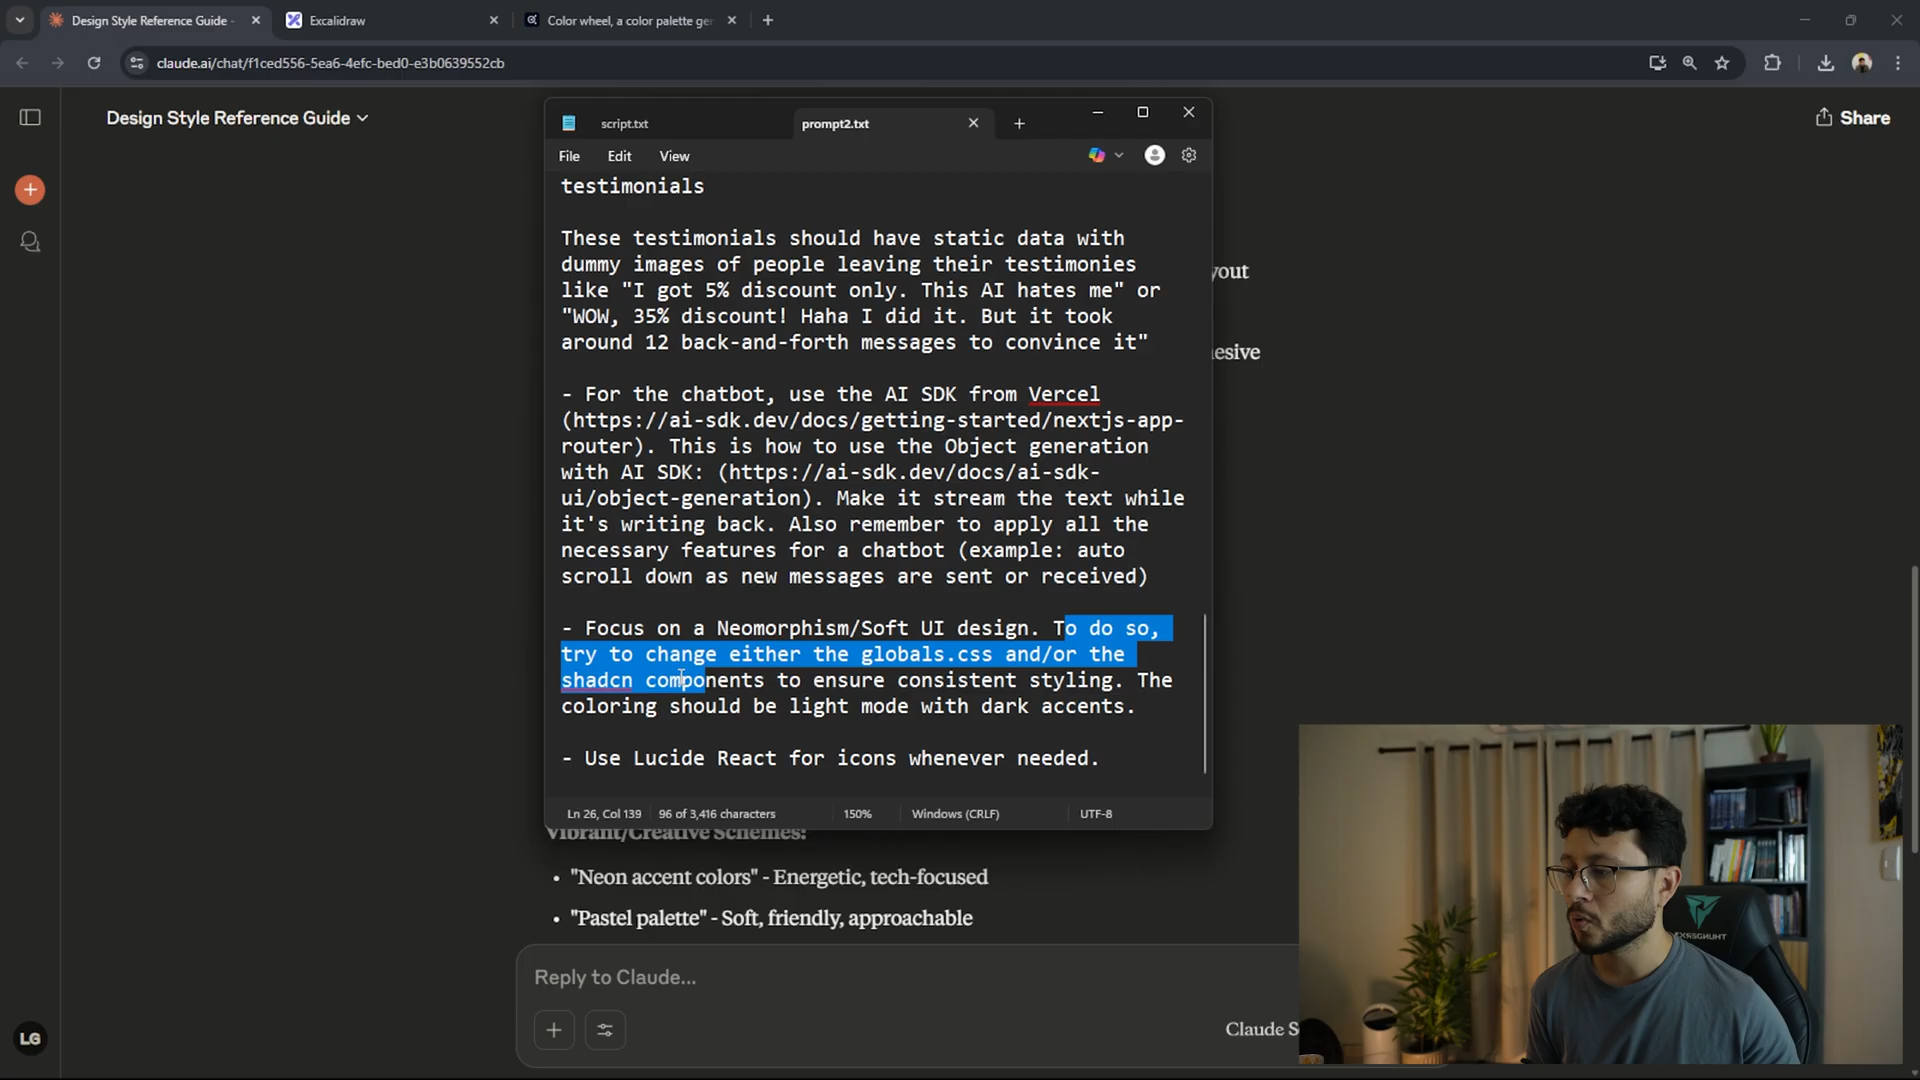 Design Style Reference Guide -
Excalidraw
Color wheel, a color palette ger
claude.ai/chat/f1ced556-5ea6-4efc-bed0-e3b0639552cb
Design Style Reference Guide
Share
script.txt
prompt2.txt
File
Edit
View
testimonials
These testimonials should have static data with
dummy images of people leaving their testimonies
like "I got 5% discount only. This AI hates me" or
"WOW, 35% discount! Haha I did it. But it took
around 12 back-and-forth messages to convince it"
- For the chatbot, use the AI SDK from Vercel
(https://ai-sdk.dev/docs/getting-started/nextjs-app-
router). This is how to use the Object generation
with AI SDK: (https://ai-sdk.dev/docs/ai-sdk-
ui/object-generation). Make it stream the text while
it's writing back. Also remember to apply all the
necessary features for a chatbot (example: auto
scroll down as new messages are sent or received)
- Focus on a Neomorphism/Soft UI design. To do so,
try to change either the globals.css and/or the
shadcn components to ensure consistent styling. The
coloring should be light mode with dark accents.
- Use Lucide React for icons whenever needed.
yout
esive
Ln 26, Col 139
96 of 3,416 characters
150%
Windows (CRLF)
UTF-8
Vibrant/Creative Schemes:
• "Neon accent colors" - Energetic, tech-focused
• "Pastel palette" - Soft, friendly, approachable
Reply to Claude...
Claude S
LG